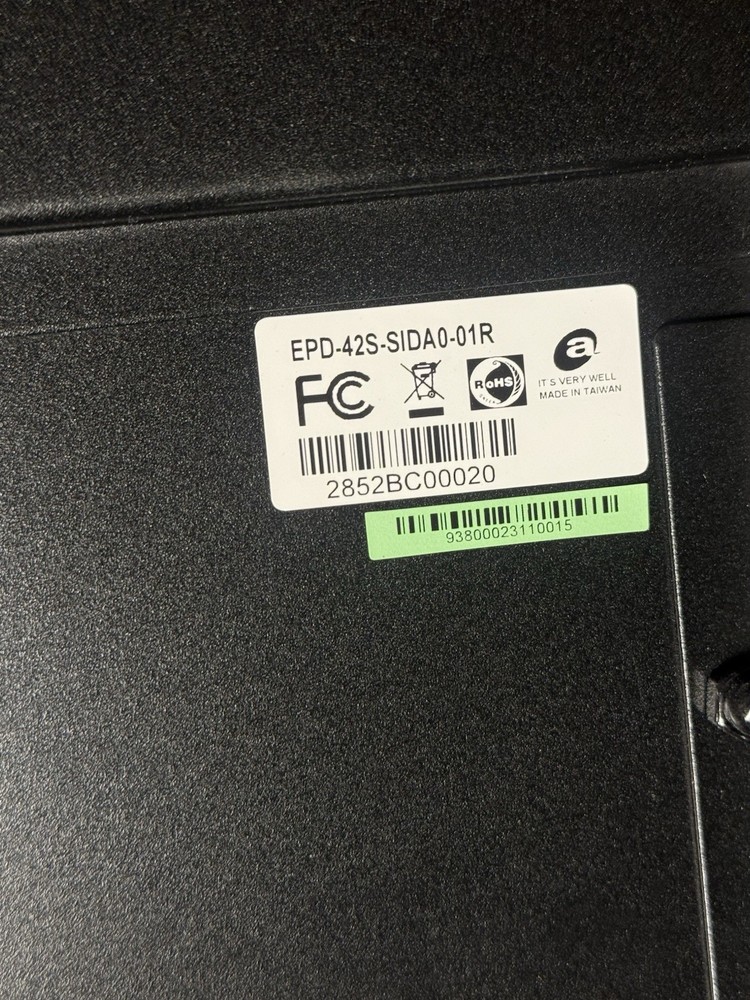 EPD-42S-SIDA0-01R
FC
RoHS
a
IT'S VERY WELL
MADE IN TAIWAN
2852BC00020
93800023110015